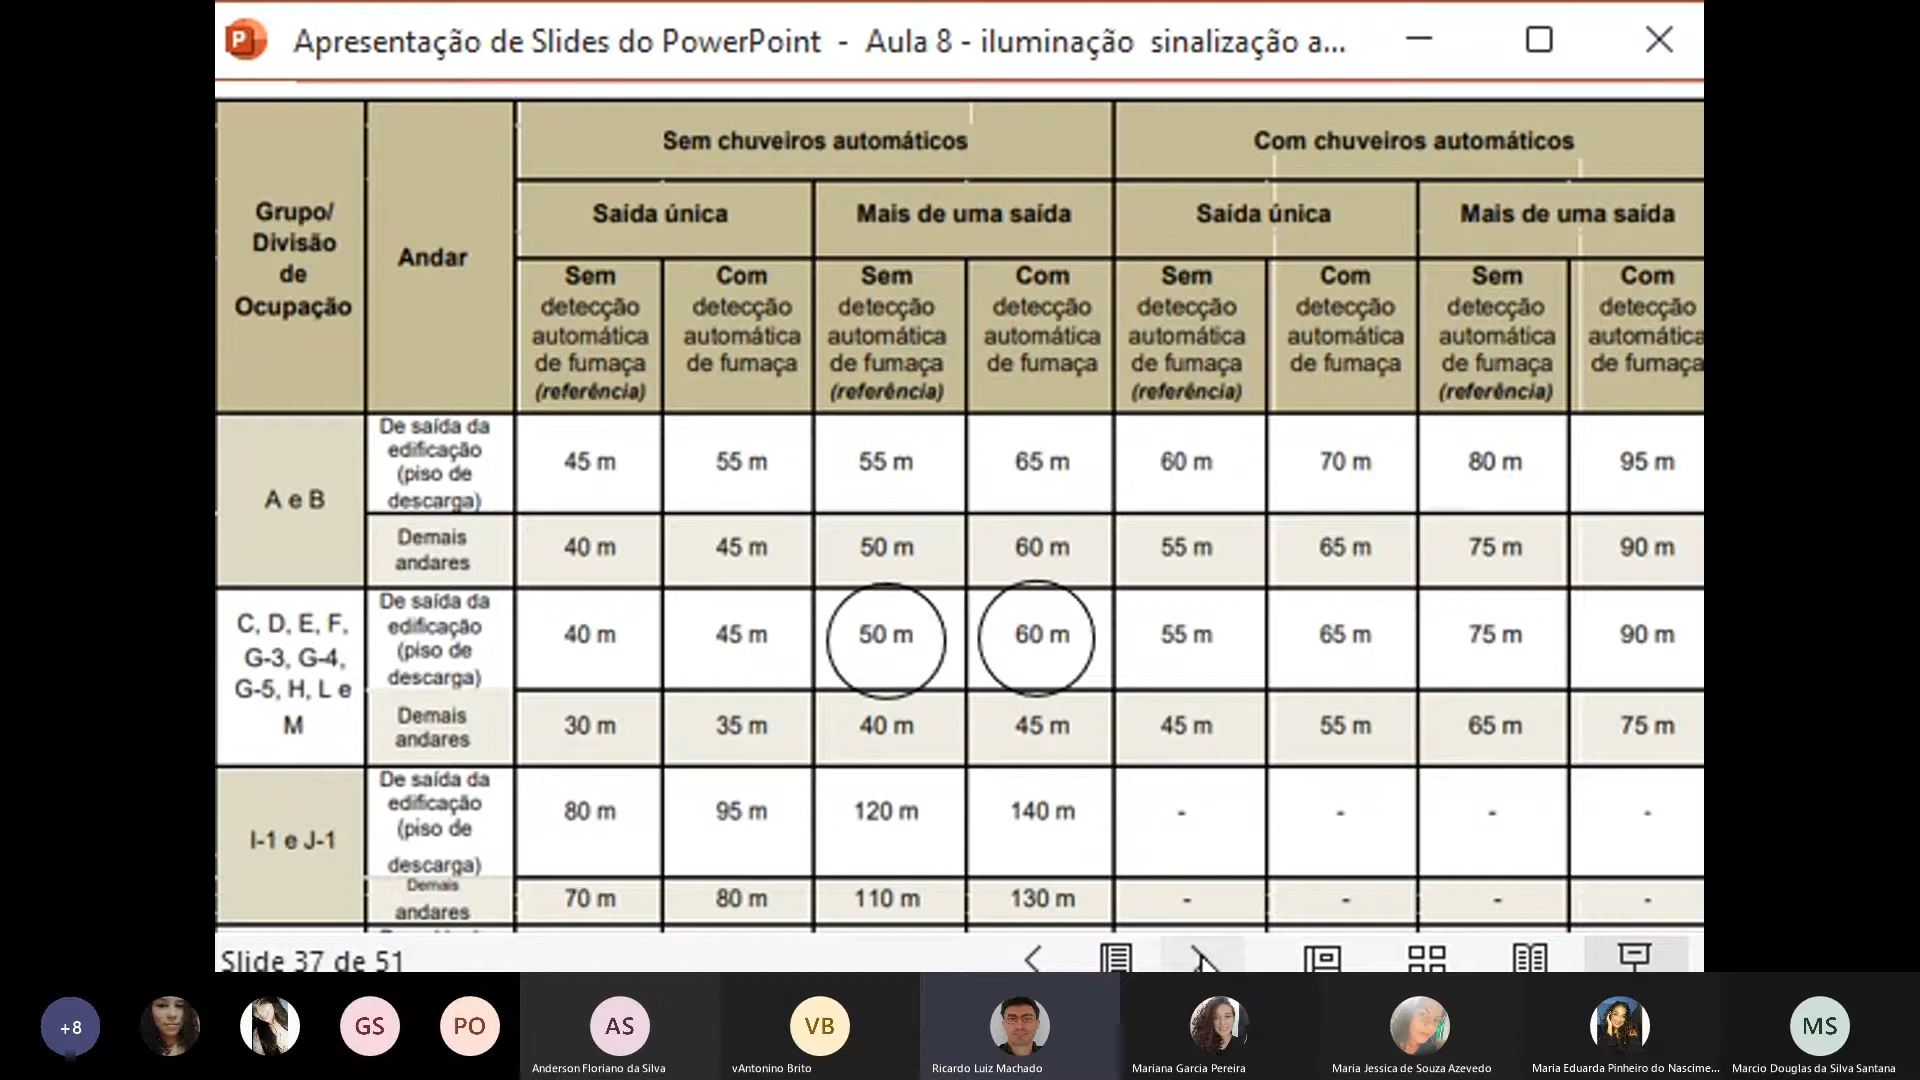 Apresentação de Slides do PowerPoint - Aula 8 - iluminação sinalização a...
Grupo/
Divisão
de
Ocupação
Andar
Sem chuveiros automáticos
Com chuveiros automáticos
Saída única
Mais de uma saída
Saída única
Mais de uma saída
Sem
detecção
automática
de fumaça
(referência)
Com
detecção
automática
de fumaça
Sem
detecção
automática
de fumaça
(referência)
Com
detecção
automática
de fumaça
Sem
detecção
automática
de fumaça
(referência)
Com
detecção
automática
de fumaça
Sem
detecção
automática
de fumaça
(referência)
Com
detecção
automática
de fumaça
A e B
De saída da
edificação
(piso de
descarga)
45 m 55 m 55 m 65 m 60 m 70 m 80 m 95 m
Demais
andares
40 m 45 m 50 m 60 m 55 m 65 m 75 m 90 m
C, D, E, F,
G-3, G-4,
G-5, H, L e
M
De saída da
edificação
(piso de
descarga)
40 m 45 m 50 m 60 m 55 m 65 m 75 m 90 m
Demais
andares
30 m 35 m 40 m 45 m 45 m 55 m 65 m 75 m
I-1 e J-1
De saída da
edificação
(piso de
descarga)
80 m 95 m 120 m 140 m - - - -
Demais
andares
70 m 80 m 110 m 130 m - - - -
Slide 37 de 51
+8
GS
PO
AS
VB
MS
Anderson Floriano da Silva
vAntonino Brito
Ricardo Luiz Machado
Mariana Garcia Pereira
Maria Jessica de Souza Azevedo
Maria Eduarda Pinheiro do Nascime...
Marcio Douglas da Silva Santana